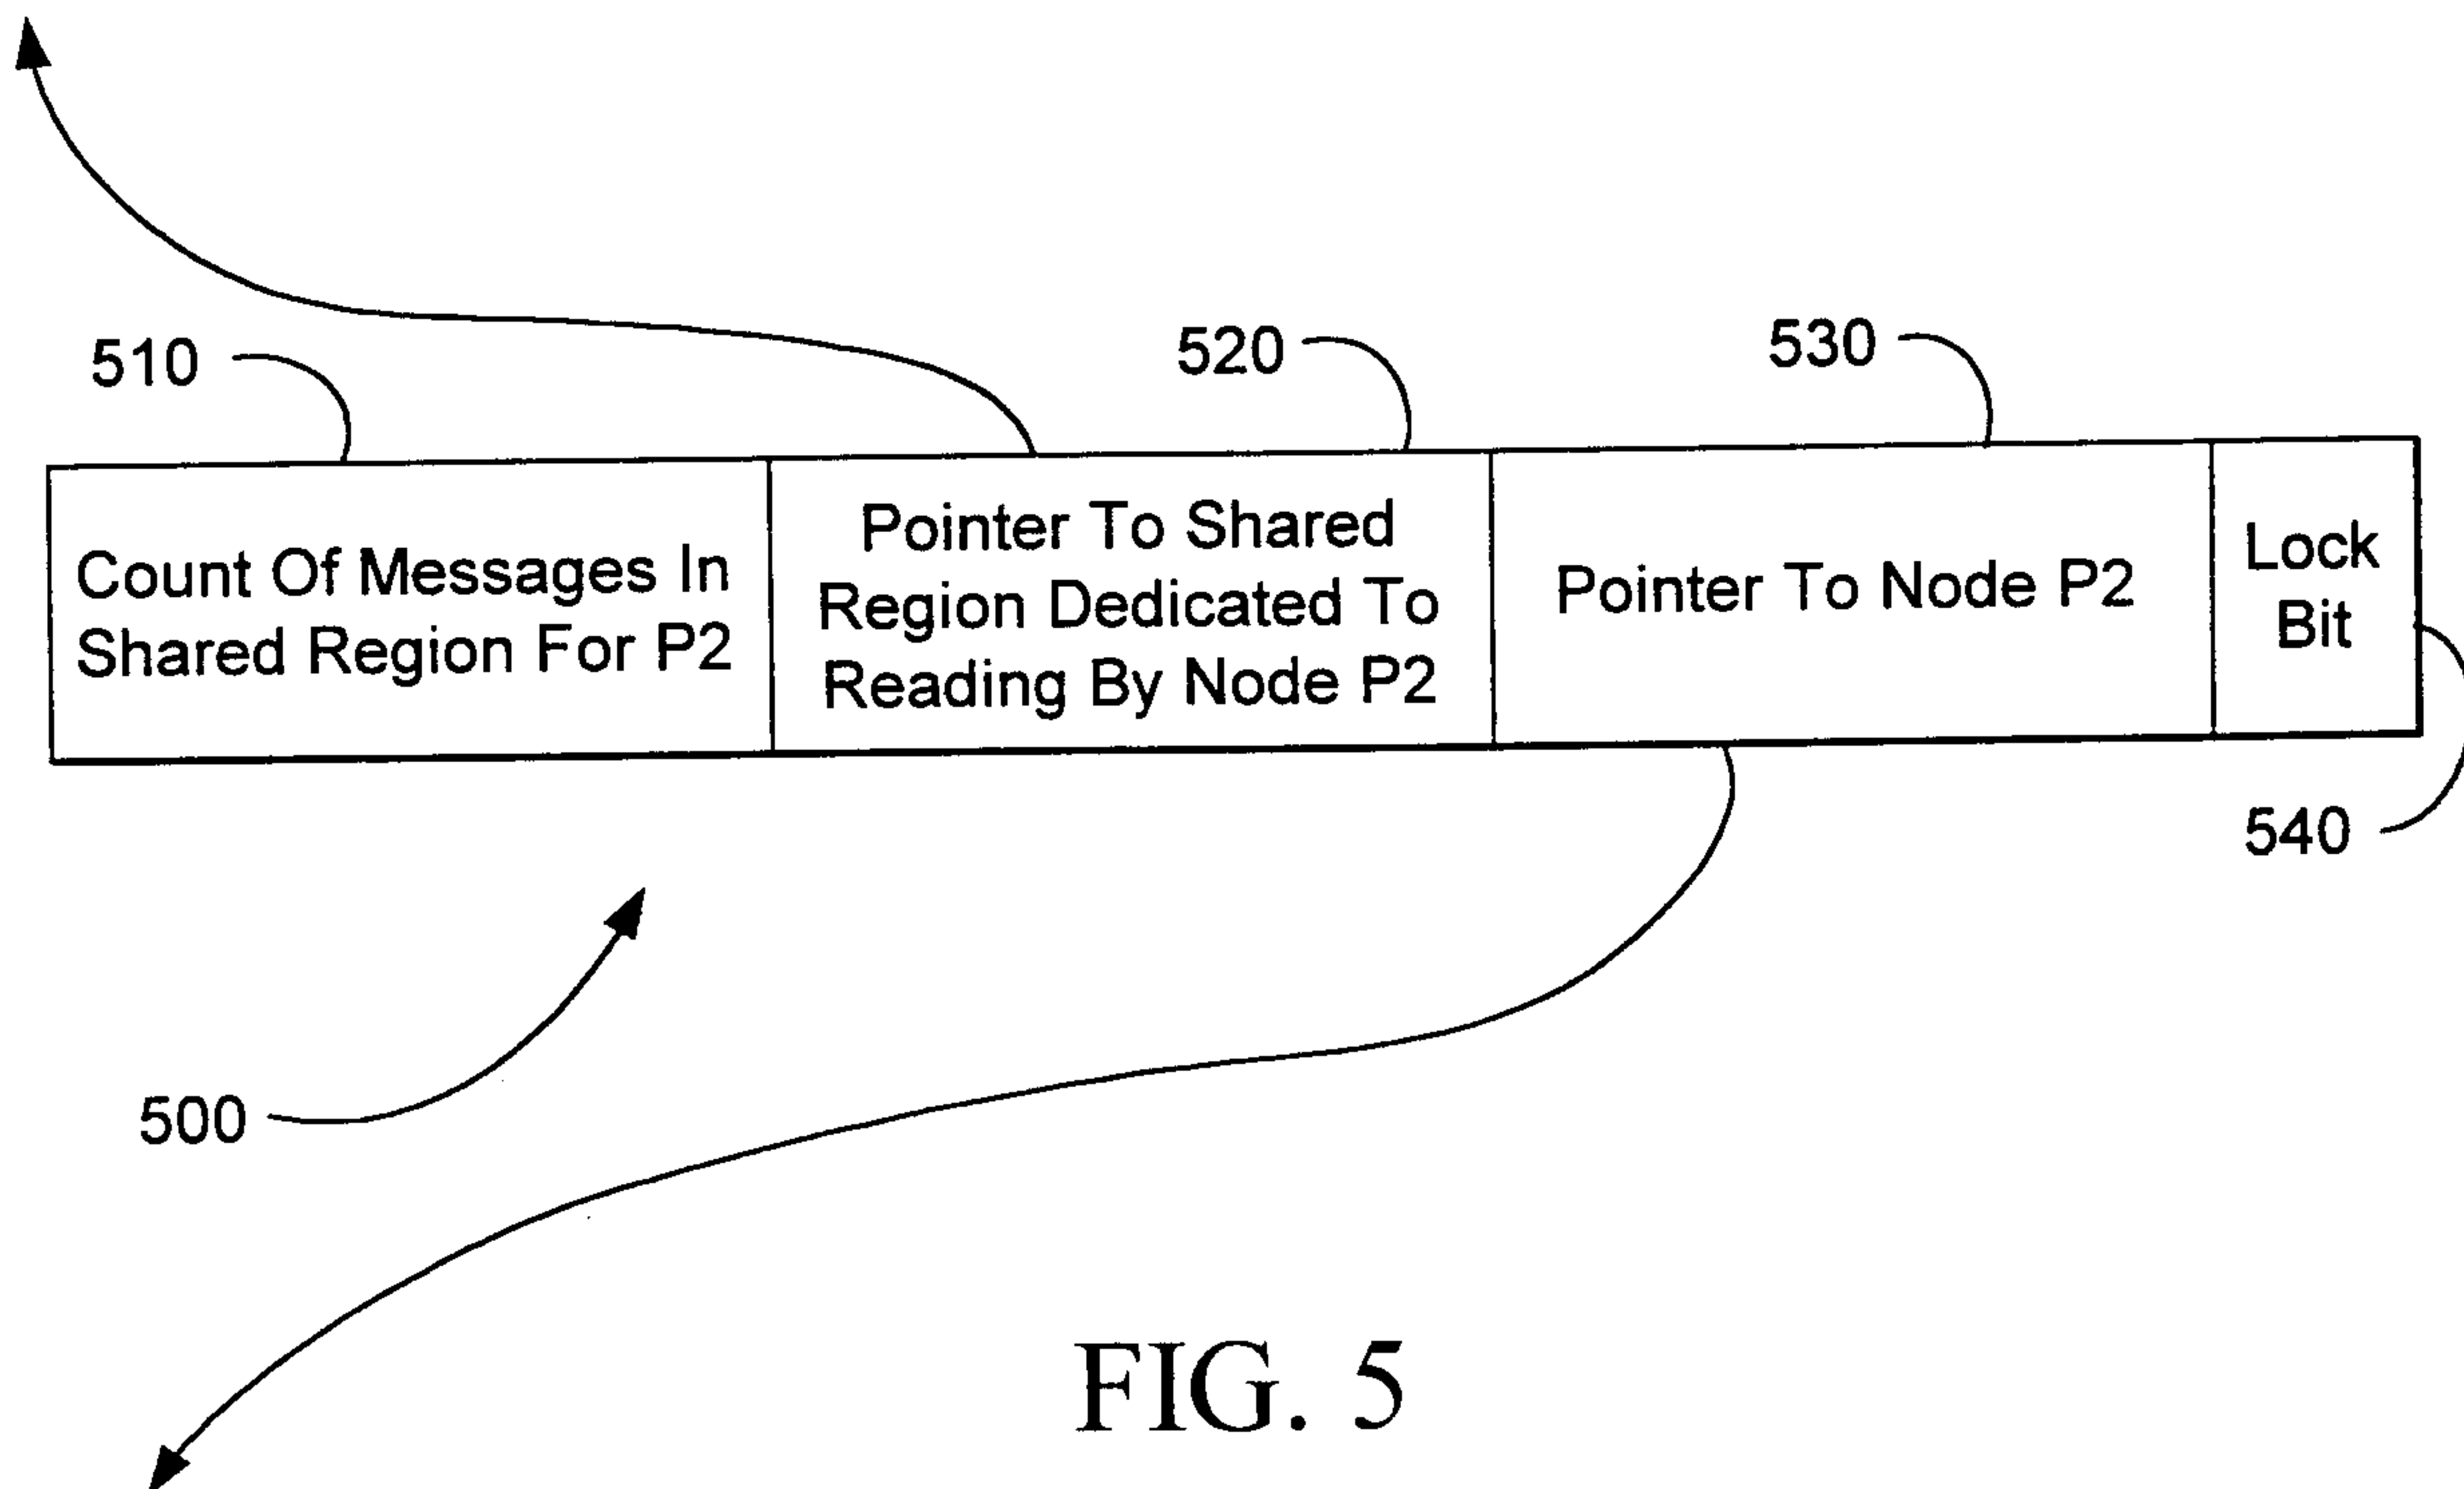 510
520
530
Count Of Messages In
Shared Region For P2
Pointer To Shared
Region Dedicated To
Reading By Node P2
Pointer To Node P2
Lock
Bit
540
500
FIG. 5